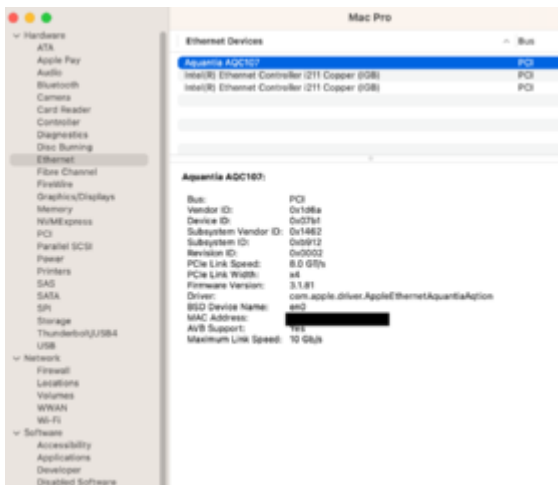 Mac Pro
Hardware
ATA
Apple Pay
Audio
Bluetooth
Camera
Card Reader
Controller
Diagnostics
Disc Burning
Ethernet
Fibre Channel
FireWire
Graphics/Displays
Memory
NVMExpress
PCI
Parallel SCSI
Power
Printers
SAS
SATA
SPI
Storage
Thunderbolt/USB4
USB
Network
Firewall
Locations
Volumes
WWAN
Wi-Fi
Software
Accessibility
Applications
Developer
Disabled Software
Ethernet Devices Bus
Aquantia AQC107 PCI
Intel(R) Ethernet Controller i211 Copper (IGB) PCI
Intel(R) Ethernet Controller i211 Copper (IGB) PCI
Aquantia AQC107:
Bus: PCI
Vendor ID: 0x1d6a
Device ID: 0x07b1
Subsystem Vendor ID: 0x1462
Subsystem ID: 0xb912
Revision ID: 0x0002
PCIe Link Speed: 8.0 GT/s
PCIe Link Width: x4
Firmware Version: 3.1.81
Driver: com.apple.driver.AppleEthernetAquantiaAqtion
BSD Device Name: en0
MAC Address:
AVB Support: Yes
Maximum Link Speed: 10 Gb/s